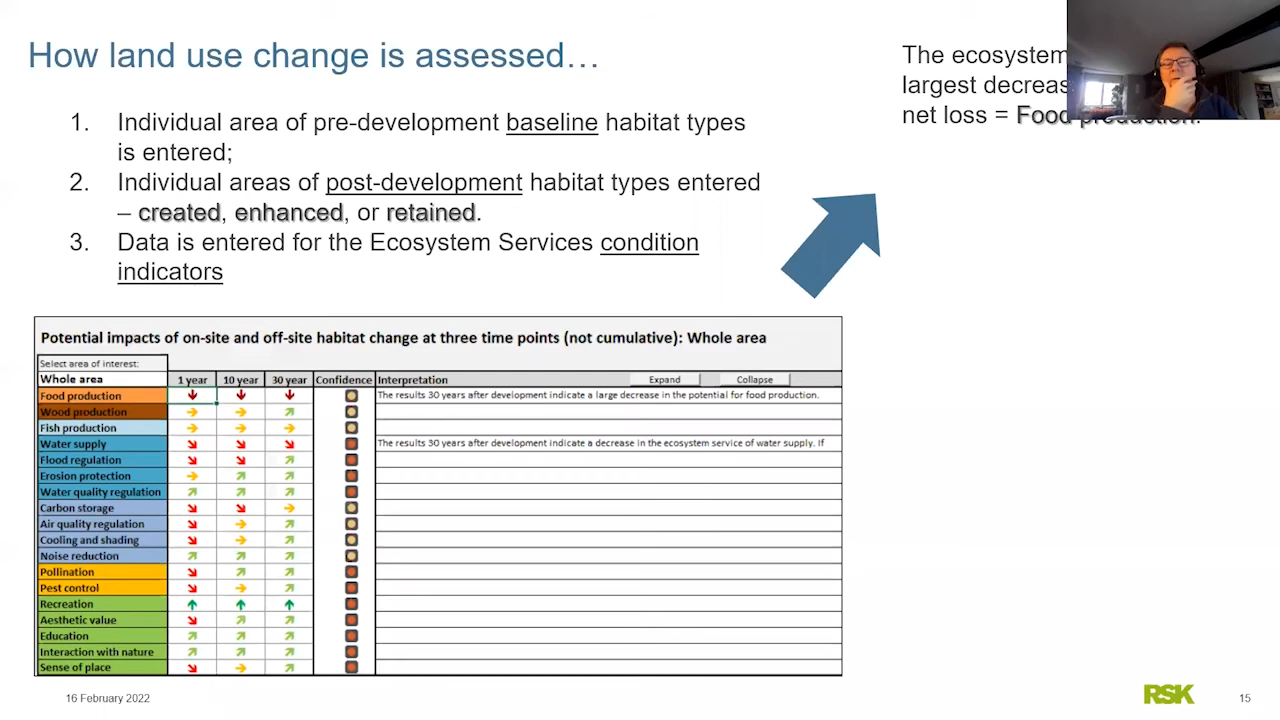 How land use change is assessed…
The ecosystem
largest decreas
net loss = Food production.
1. Individual area of pre-development baseline habitat types
is entered;
2. Individual areas of post-development habitat types entered
– created, enhanced, or retained.
3. Data is entered for the Ecosystem Services condition
indicators
Potential impacts of on-site and off-site habitat change at three time points (not cumulative): Whole area
Select area of interest:
Whole area 1 year 10 year 30 year Confidence Interpretation Expand Collapse
Food production The results 30 years after development indicate a large decrease in the potential for food production.
Wood production
Fish production
Water supply The results 30 years after development indicate a decrease in the ecosystem service of water supply. If
Flood regulation
Erosion protection
Water quality regulation
Carbon storage
Air quality regulation
Cooling and shading
Noise reduction
Pollination
Pest control
Recreation
Aesthetic value
Education
Interaction with nature
Sense of place
16 February 2022
RSK
15